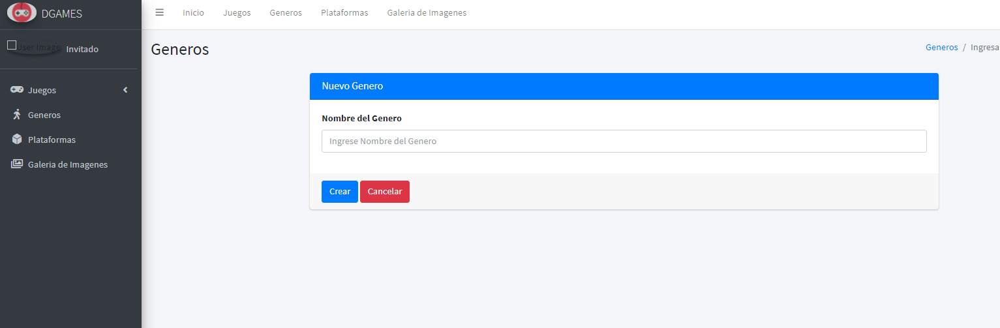 DGAMES
Inicio Juegos Generos Plataformas Galeria de Imagenes
User Image Invitado
Generos
Generos / Ingresa
Juegos
Generos
Plataformas
Galeria de Imagenes
Nuevo Genero
Nombre del Genero
Ingrese Nombre del Genero
Crear Cancelar